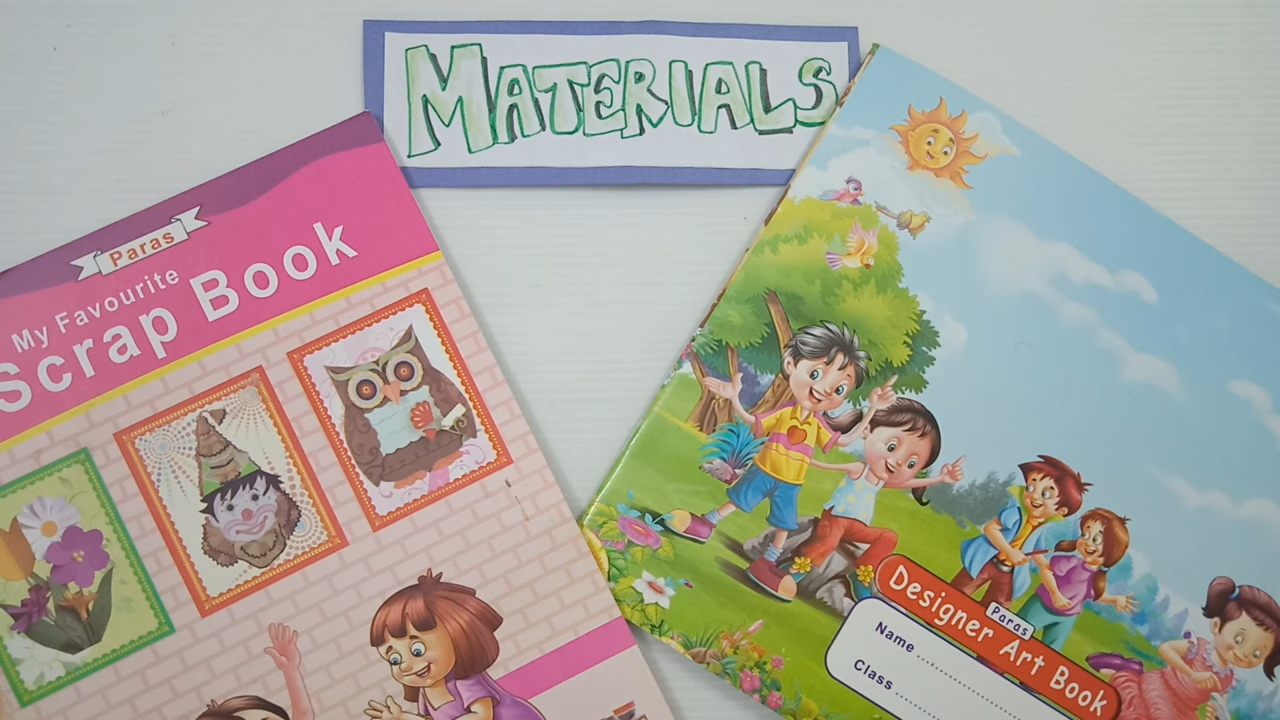 MATERIALS
Paras
My Favourite
Scrap Book
Paras
Designer Art Book
Name
Class